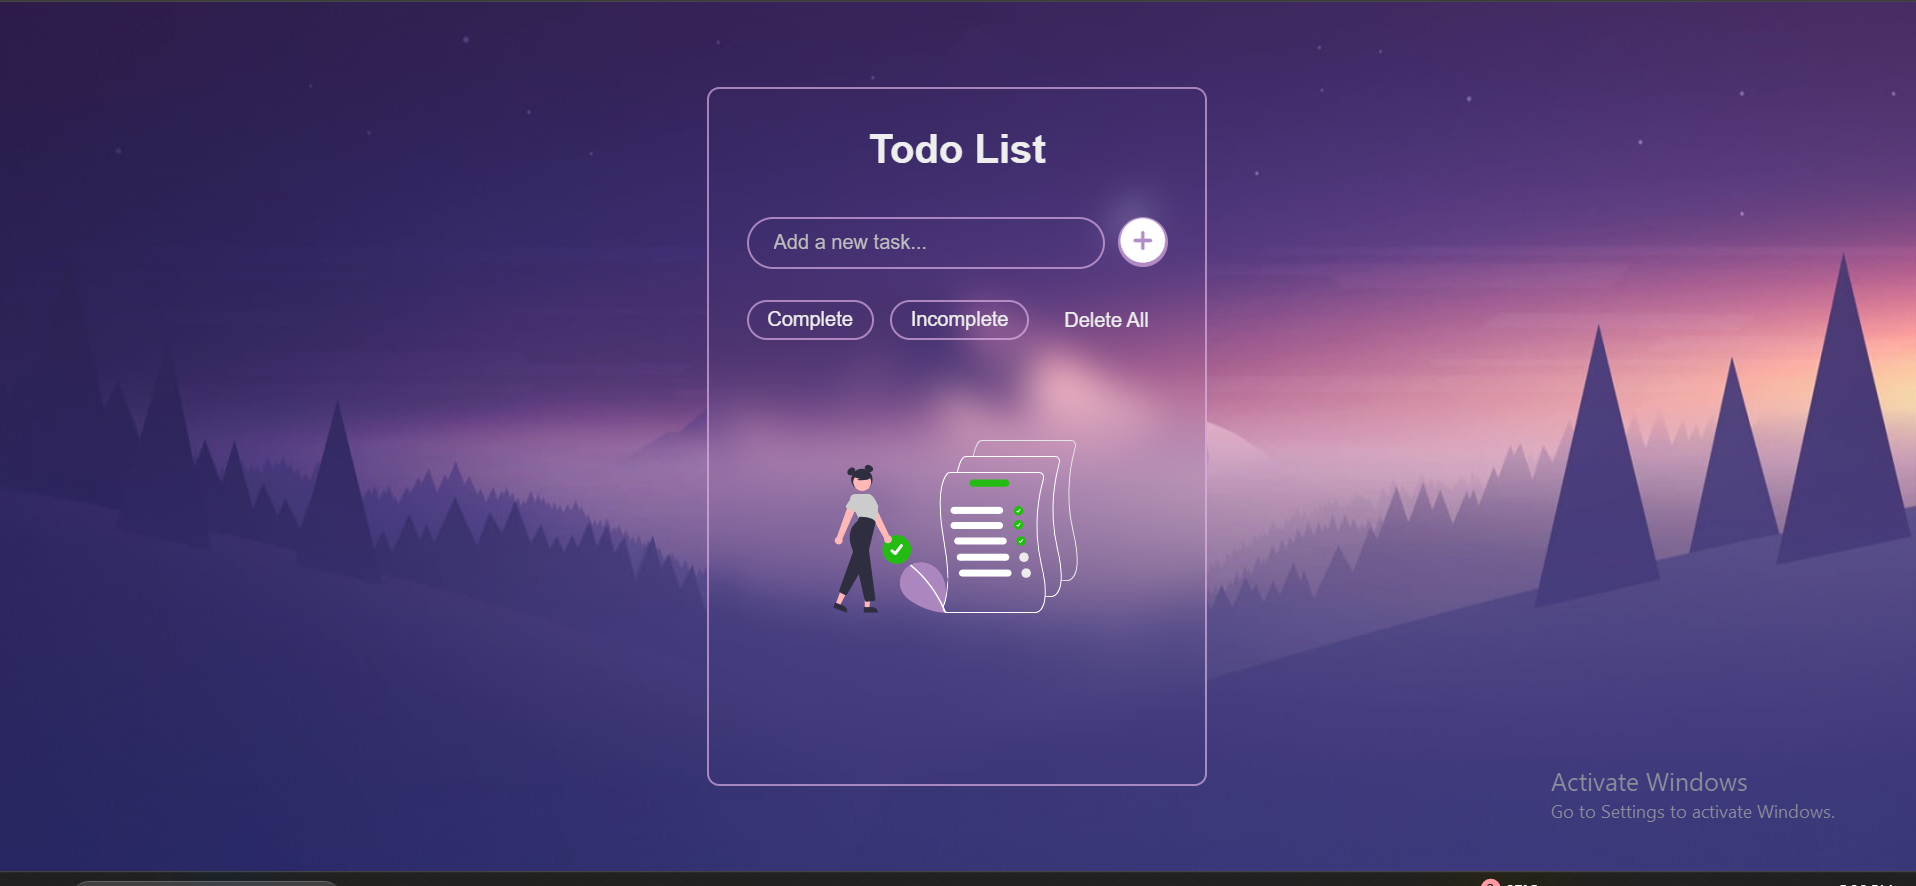 Todo List
Add a new task...
Complete
Incomplete
Delete All
Activate Windows
Go to Settings to activate Windows.